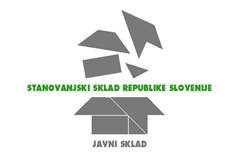 STANOVANJSKI SKLAD REPUBLIKE SLOVENIJE
JAVNI SKLAD